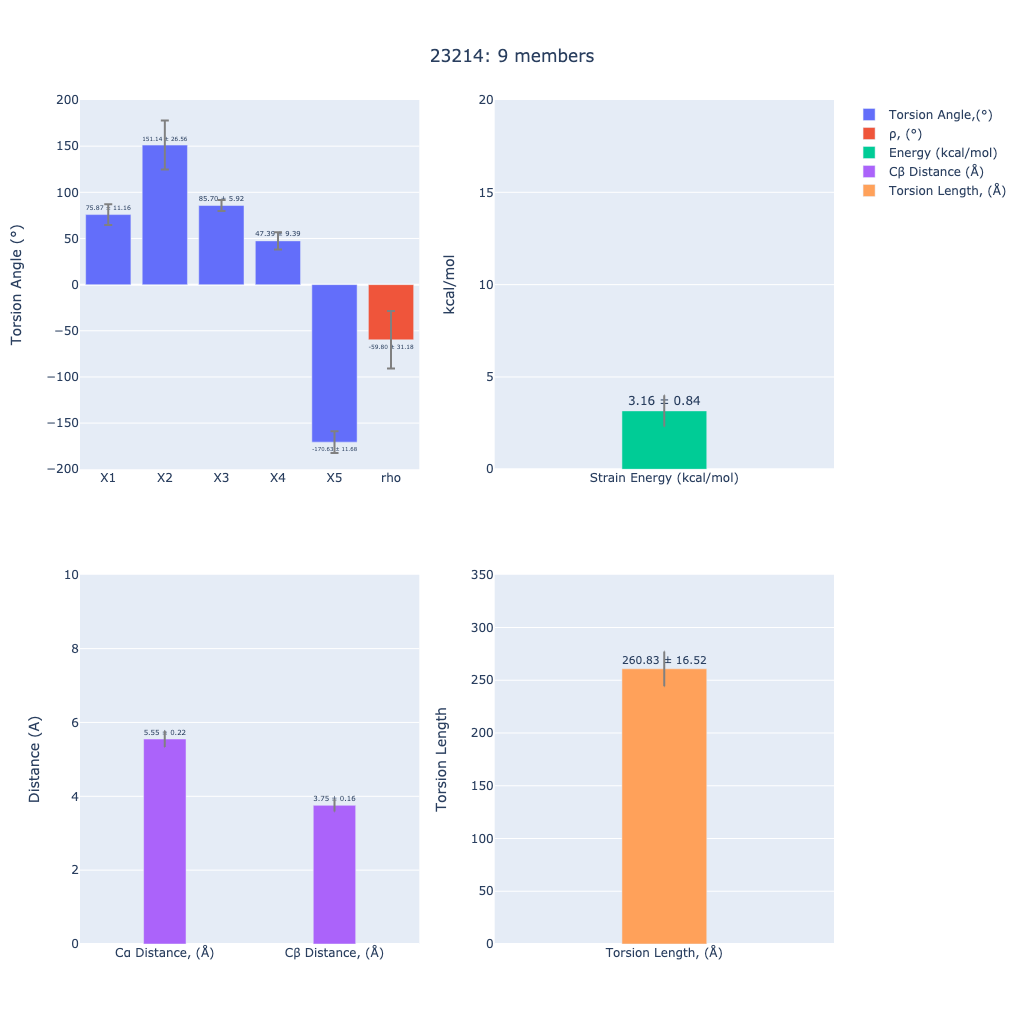 23214: 9 members
200
150
100
50
0
−50
−100
−150
−200
Torsion Angle (°)
75.87 ± 11.16
151.14 ± 26.56
85.70 ± 5.92
47.39 ± 9.39
-170.63 ± 11.68
-59.80 ± 31.18
X1 X2 X3 X4 X5 rho
20
15
10
5
0
kcal/mol
3.16 ± 0.84
Strain Energy (kcal/mol)
Torsion Angle,(°)
ρ, (°)
Energy (kcal/mol)
Cβ Distance (Å)
Torsion Length, (Å)
10
8
6
4
2
0
Distance (A)
5.55 ± 0.22
3.75 ± 0.16
Cα Distance, (Å) Cβ Distance, (Å)
350
300
250
200
150
100
50
0
Torsion Length
260.83 ± 16.52
Torsion Length, (Å)